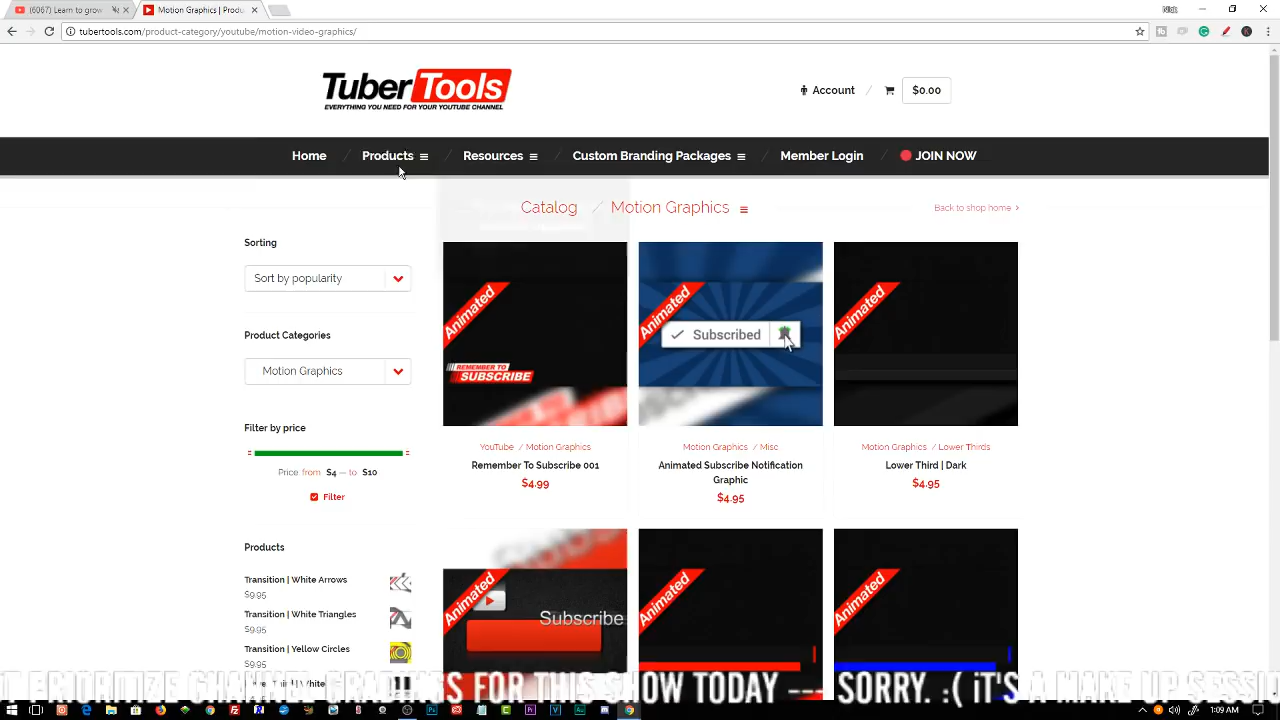 (6067) Learn to grow
Motion Graphics | Produ
Nick
tubertools.com/product-category/youtube/motion-video-graphics/
TuberTools
EVERYTHING YOU NEED FOR YOUR YOUTUBE CHANNEL
Account / $0.00
Home / Products / Resources / Custom Branding Packages / Member Login / JOIN NOW
Catalog / Motion Graphics
Back to shop home >
Sorting
Sort by popularity
Product Categories
Motion Graphics
Filter by price
Price: from $4 — to $10
Filter
Products
Transition | White Arrows
$9.95
Transition | White Triangles
$9.95
Transition | Yellow Circles
$9.95
Animated
REMEMBER TO
SUBSCRIBE
YouTube / Motion Graphics
Remember To Subscribe 001
$4.99
Animated
Subscribed
Motion Graphics / Misc
Animated Subscribe Notification
Graphic
$4.95
Animated
Motion Graphics / Lower Thirds
Lower Third | Dark
$4.95
Animated
Subscribe
Animated
Animated
FOR THIS SHOW TODAY --- SORRY. :( iT'S A MAKE UP
1:09 AM